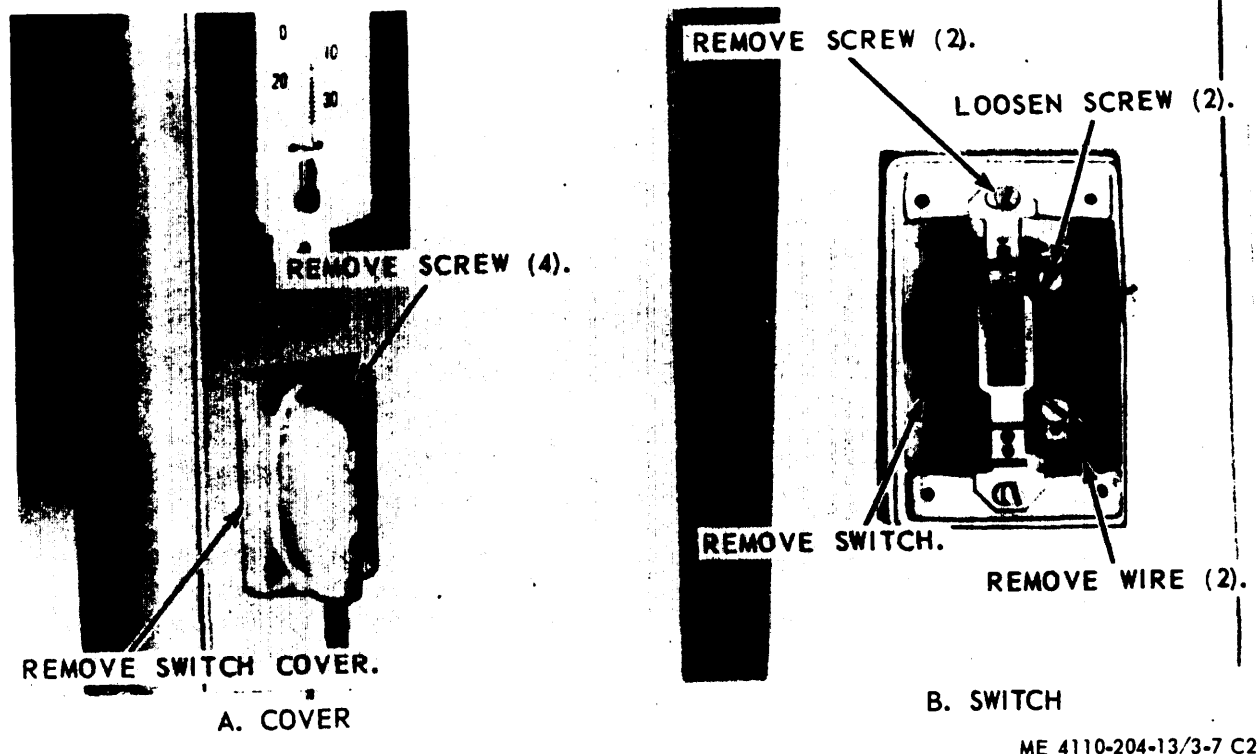 0
10
20
30
REMOVE SCREW (4).
REMOVE SWITCH COVER.
A. COVER
REMOVE SCREW (2).
LOOSEN SCREW (2).
REMOVE SWITCH.
REMOVE WIRE (2).
B. SWITCH
ME 4110-204-13/3-7 C2